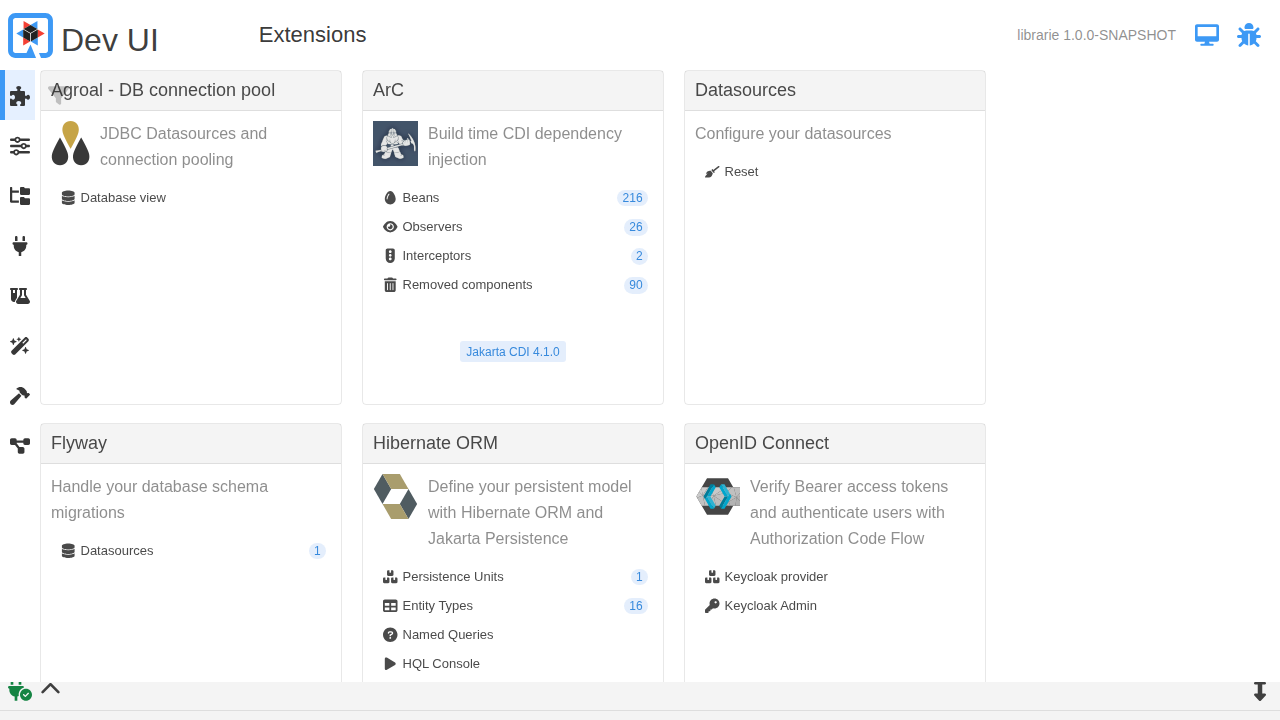 Dev UI
Extensions
librarie 1.0.0-SNAPSHOT
Agroal - DB connection pool
JDBC Datasources and
connection pooling
Database view
ArC
Build time CDI dependency
injection
Beans 216
Observers 26
Interceptors 2
Removed components 90
Jakarta CDI 4.1.0
Datasources
Configure your datasources
Reset
Flyway
Handle your database schema
migrations
Datasources 1
Hibernate ORM
Define your persistent model
with Hibernate ORM and
Jakarta Persistence
Persistence Units 1
Entity Types 16
Named Queries
HQL Console
OpenID Connect
Verify Bearer access tokens
and authenticate users with
Authorization Code Flow
Keycloak provider
Keycloak Admin